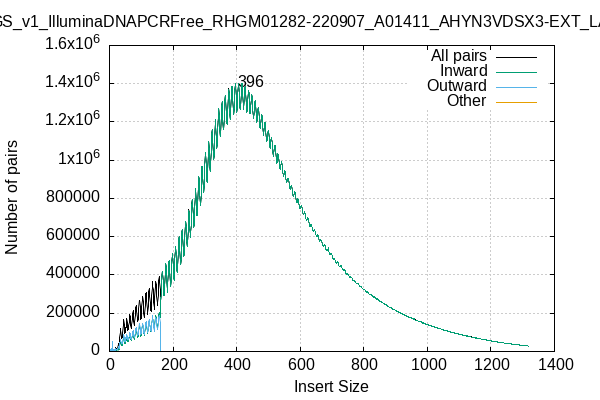 GS_v1_IlluminaDNAPCRFree_RHGM01282-220907_A01411_AHYN3VDSX3-EXT_LA
1.6x10^6
1.4x10^6
1.2x10^6
1x10^6
800000
600000
400000
200000
0
Number of pairs
396
All pairs
Inward
Outward
Other
0 200 400 600 800 1000 1200 1400
Insert Size